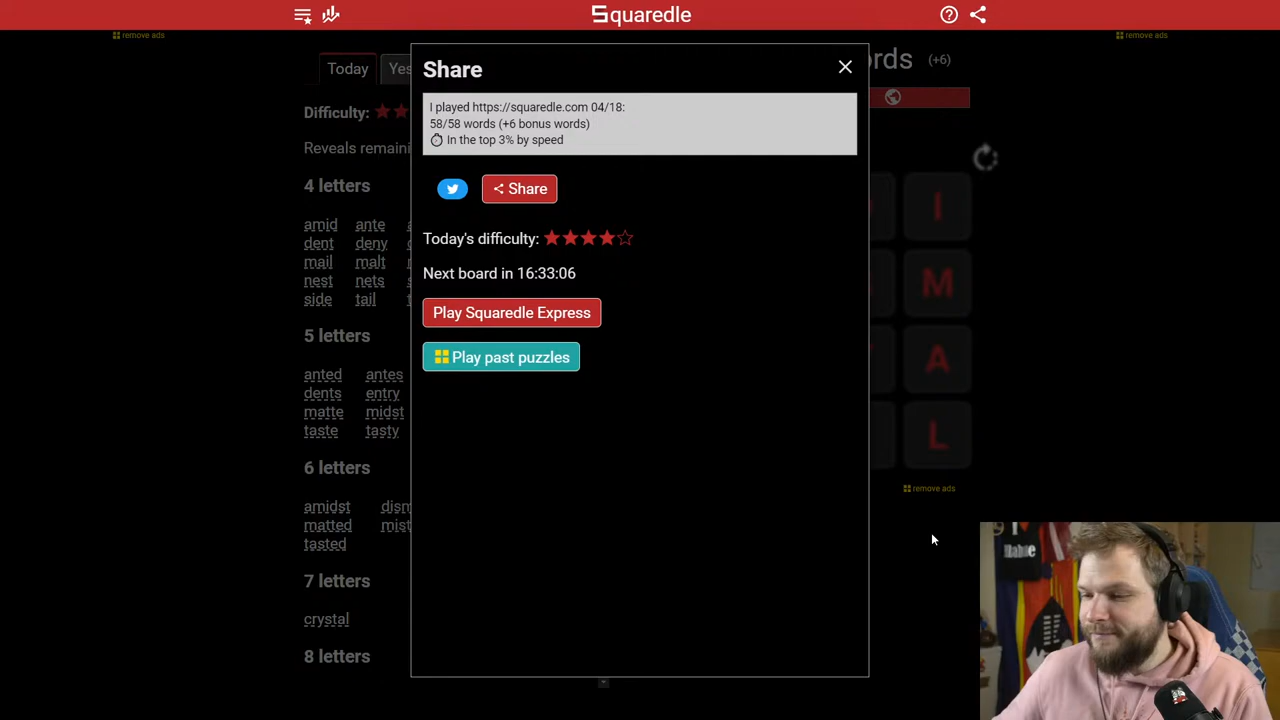 Squaredle
remove ads
remove ads
Today
Yes
rds (+6)
Difficulty:
Reveals remaini
4 letters
amid ante
dent deny
mail malt
nest nets
side tail
5 letters
anted antes
dents entry
matte midst
taste tasty
6 letters
amidst dism
matted mist
tasted
7 letters
crystal
8 letters
Share
I played https://squaredle.com 04/18:
58/58 words (+6 bonus words)
In the top 3% by speed
Share
Today's difficulty:
Next board in 16:33:06
Play Squaredle Express
Play past puzzles
I
M
A
L
remove ads